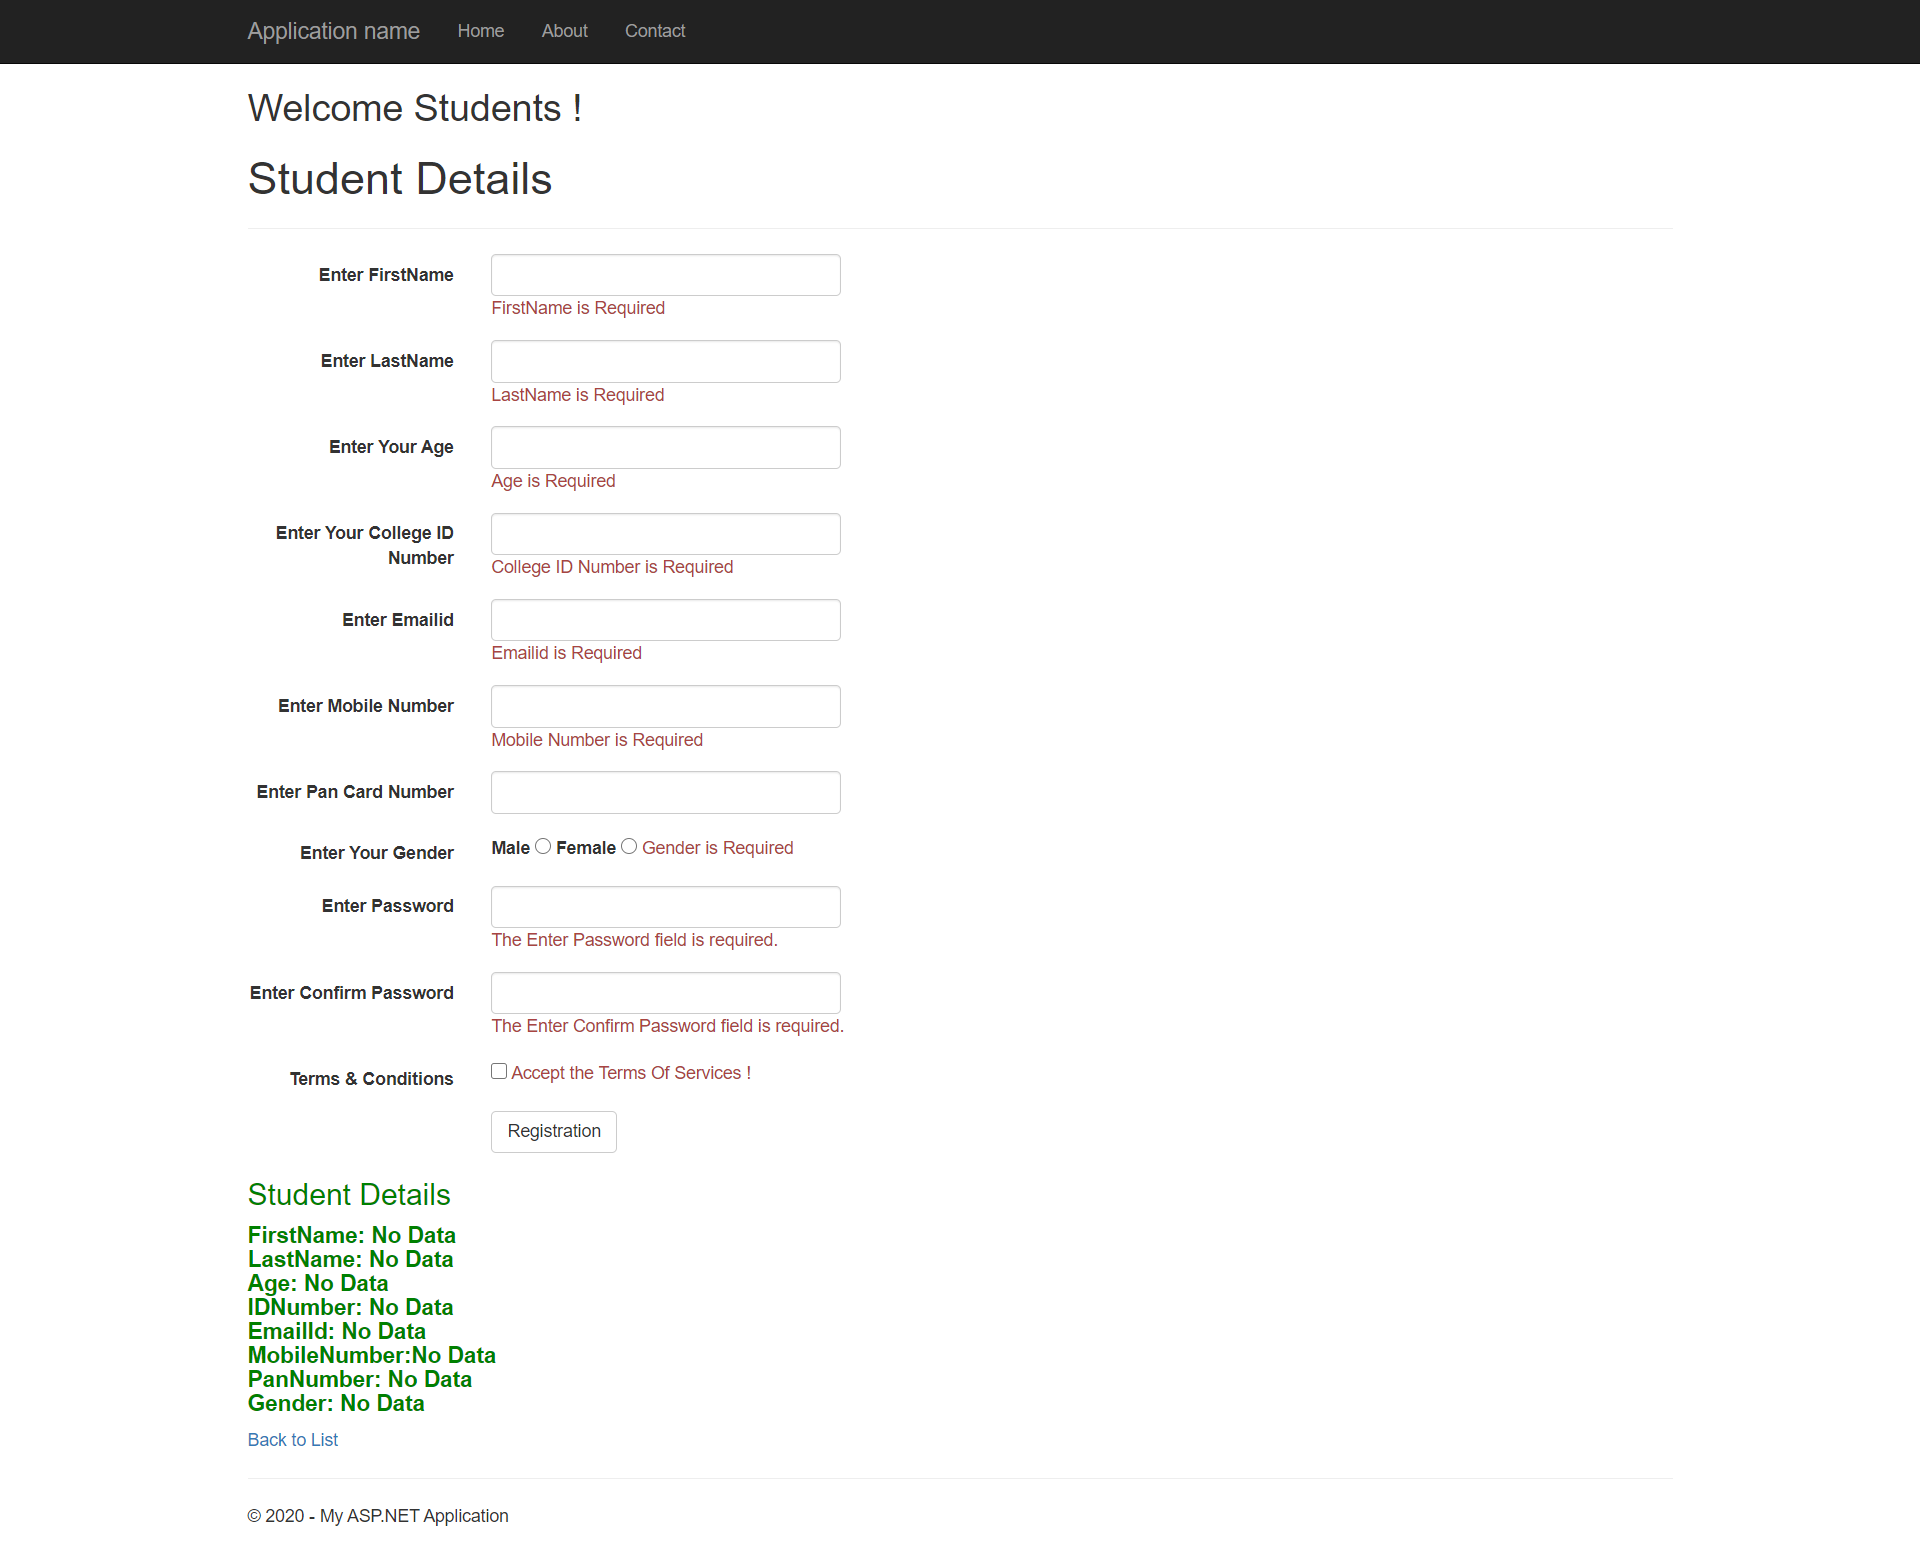 Application name Home About Contact
Welcome Students !
Student Details
Enter FirstName
FirstName is Required
Enter LastName
LastName is Required
Enter Your Age
Age is Required
Enter Your College ID
Number
College ID Number is Required
Enter Emailid
Emailid is Required
Enter Mobile Number
Mobile Number is Required
Enter Pan Card Number
Enter Your Gender Male Female Gender is Required
Enter Password
The Enter Password field is required.
Enter Confirm Password
The Enter Confirm Password field is required.
Terms & Conditions Accept the Terms Of Services !
Registration
Student Details
FirstName: No Data
LastName: No Data
Age: No Data
IDNumber: No Data
EmailId: No Data
MobileNumber:No Data
PanNumber: No Data
Gender: No Data
Back to List
© 2020 - My ASP.NET Application